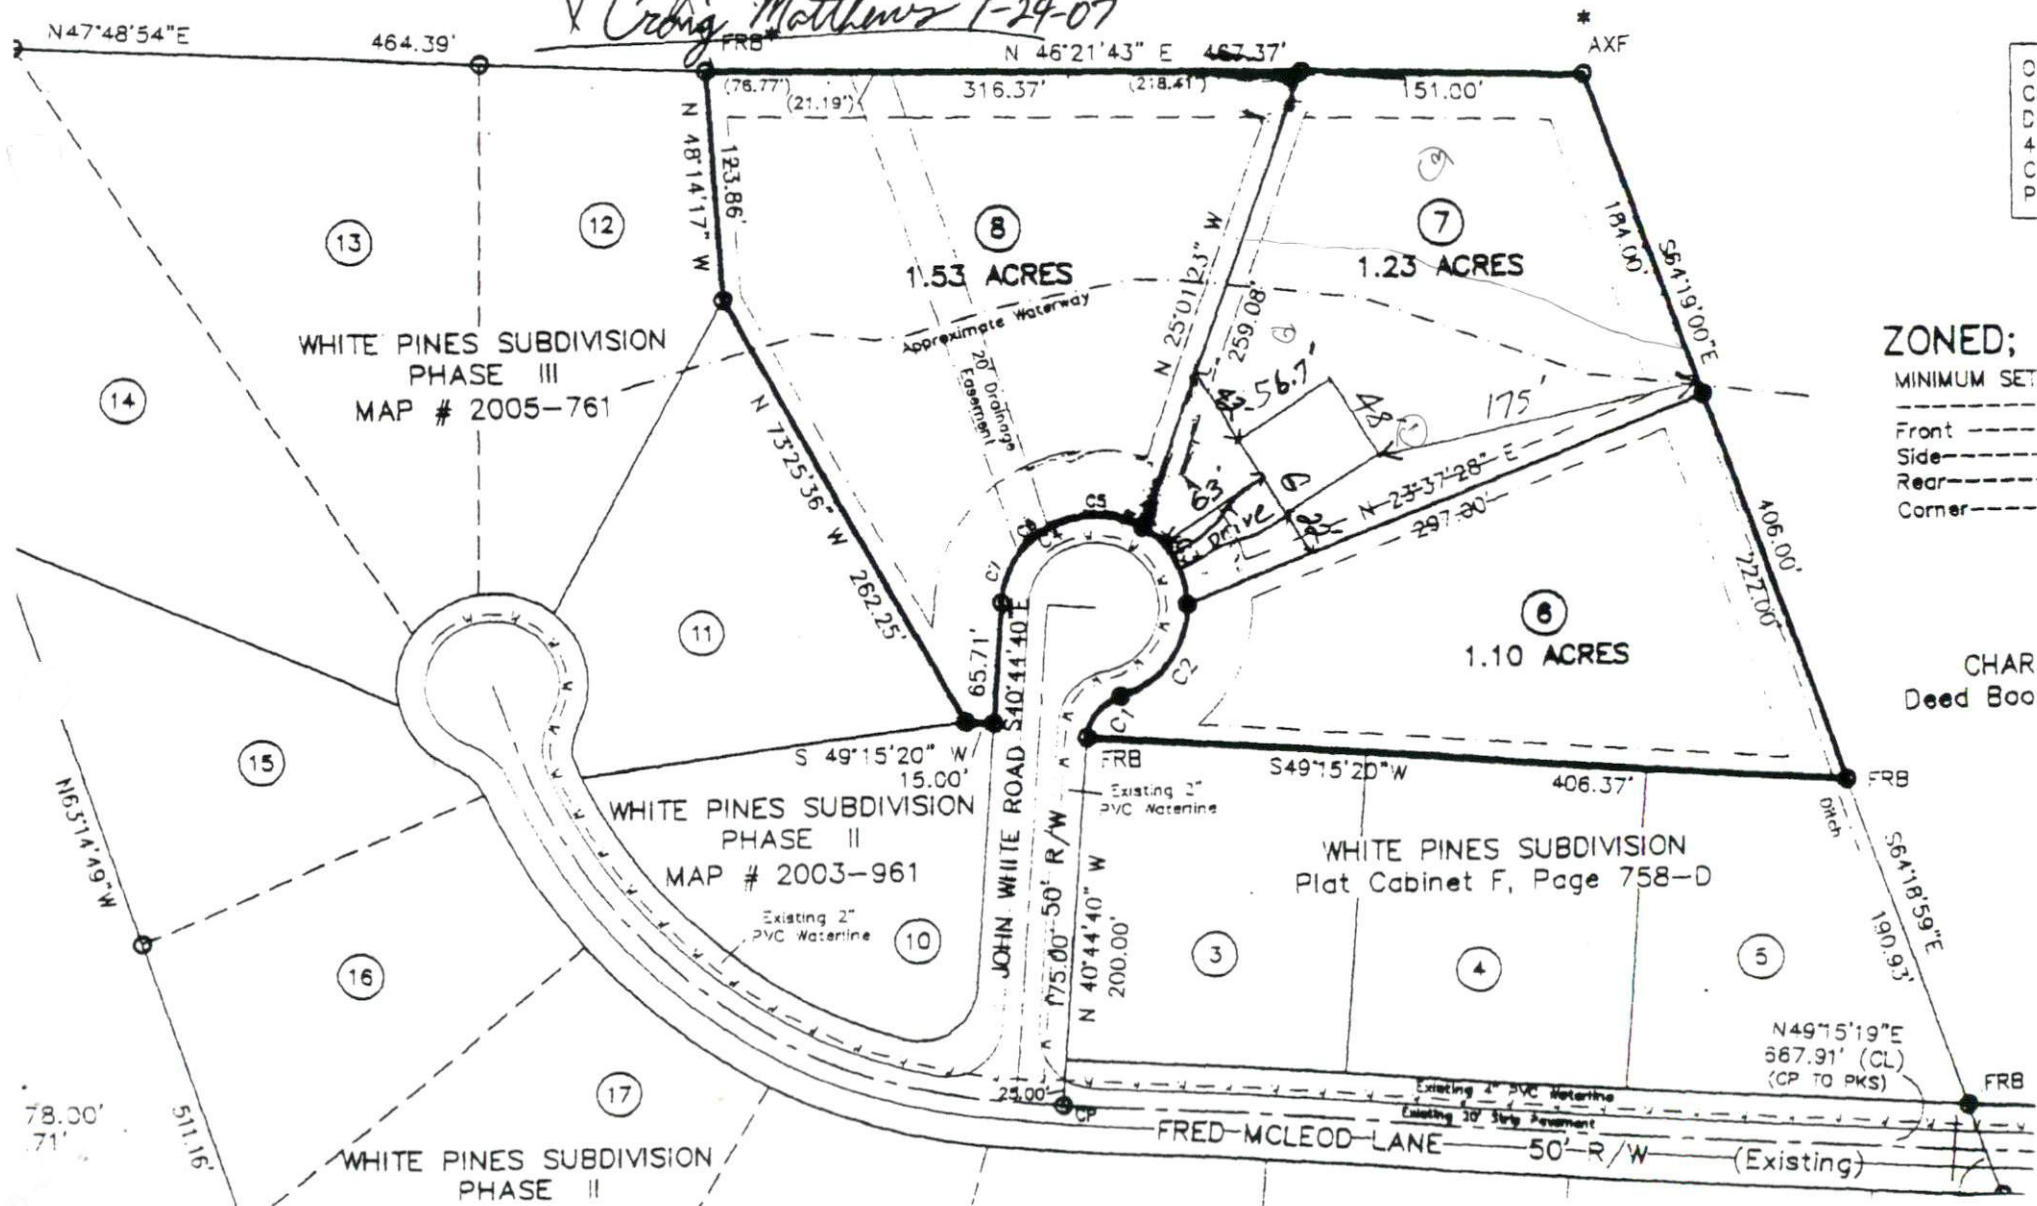 X Craig Matthews 1-24-07
N47°48'54"E
464.39'
FRB*
N 46°21'43" E 467.37'
*
AXF
(76.77')
(21.19')
316.37'
(218.41')
151.00'
N 48°14'17" W
123.86'
13
12
8
1.53 ACRES
7
1.23 ACRES
184.00'
S64°19'00"E
N 25°01'23" W
259.08'
Approximate Waterway
20' Drainage
Easement
WHITE PINES SUBDIVISION
PHASE III
MAP # 2005-761
14
N 73°25'36" W
262.25'
56.7'
48'
175'
63'
Drive
N 23°37'28" E
297.00'
ZONED;
MINIMUM SET
Front
Side
Rear
Corner
406.00'
222.00'
C5
C6
C4
C7
C2
C1
11
65.71'
S40°44'40"E
6
1.10 ACRES
CHAR
Deed Boo
15
S 49°15'20" W
15.00'
FRB
S49°15'20"W
406.37'
FRB
Existing 2"
PVC Waterline
Ditch
N63°14'49"W
WHITE PINES SUBDIVISION
PHASE II
MAP # 2003-961
JOHN WHITE ROAD
50' R/W
175.00'
N 40°44'40" W
200.00'
WHITE PINES SUBDIVISION
Plat Cabinet F, Page 758-D
S64°18'59"E
190.93'
Existing 2"
PVC Waterline
10
3
4
5
16
N49°15'19"E
667.91' (CL)
(CP TO PKS)
FRB
17
25.00'
CP
Existing 4" PVC Waterline
Existing 20' Strip Pavement
FRED MCLEOD LANE 50' R/W (Existing)
78.00'
71'
511.16'
WHITE PINES SUBDIVISION
PHASE II